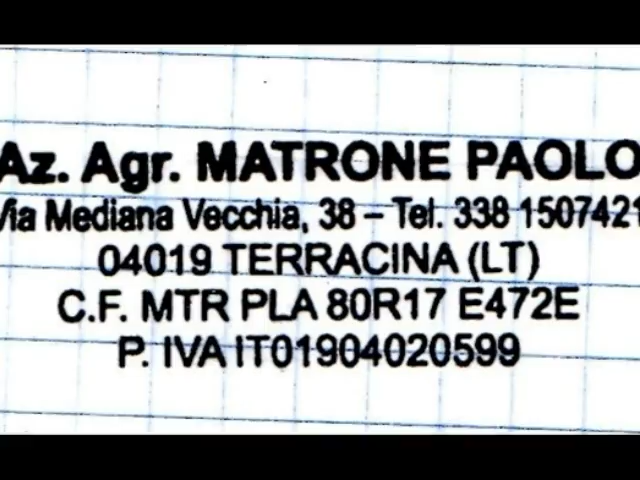 Az. Agr. MATRONE PAOLO
Via Mediana Vecchia, 38 – Tel. 338 1507421
04019 TERRACINA (LT)
C.F. MTR PLA 80R17 E472E
P. IVA IT01904020599